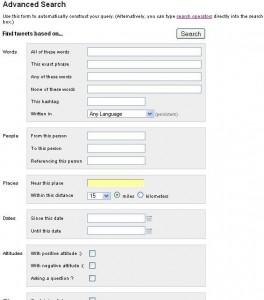 Advanced Search
Use this form to automatically construct your query. (Alternatively, you can type search operators directly into the search
box.)
Find tweets based on... Search
Words All of these words
This exact phrase
Any of these words
None of these words
This hashtag
Written in Any Language (persistent)
People From this person
To this person
Referencing this person
Places Near this place
Within this distance 15 miles kilometers
Dates Since this date
Until this date
Attitudes With positive attitude :)
With negative attitude :(
Asking a question ?